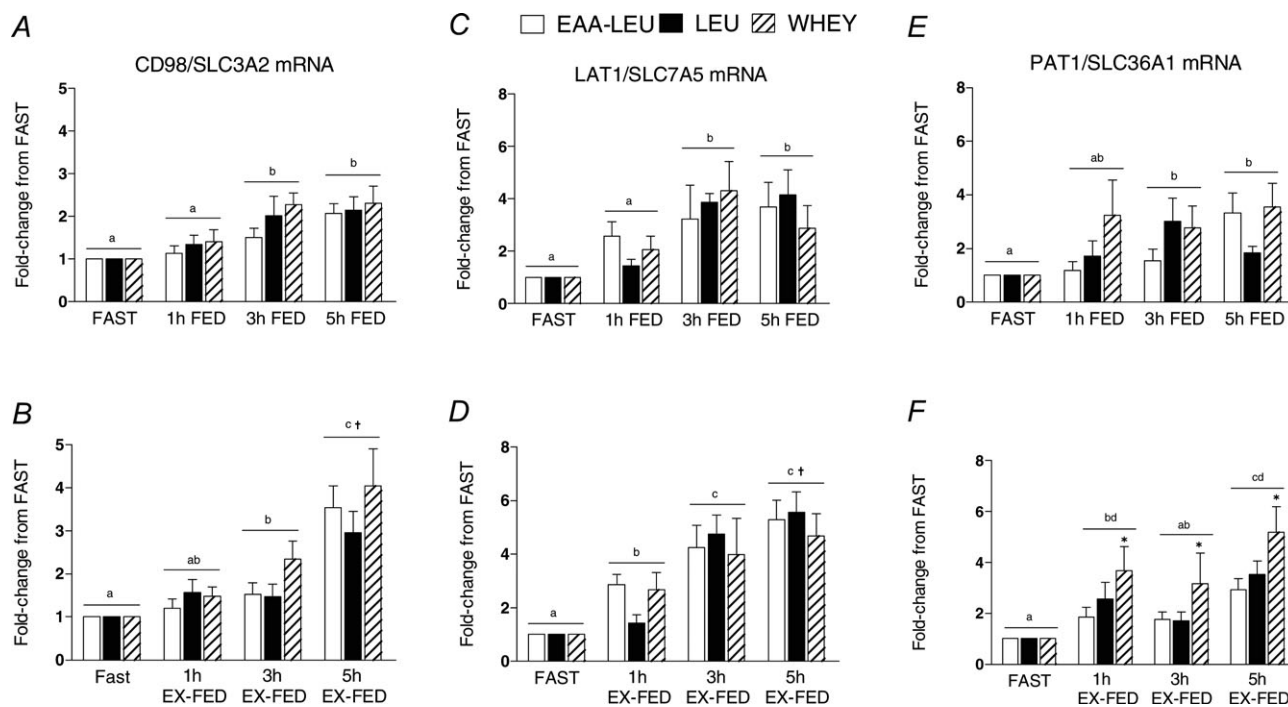 A
C
EAA-LEU LEU WHEY
E
CD98/SLC3A2 mRNA
LAT1/SLC7A5 mRNA
PAT1/SLC36A1 mRNA
Fold-change from FAST
5
4
3
2
1
0
a
a
b
b
FAST 1h FED 3h FED 5h FED
Fold-change from FAST
8
6
4
2
0
a
a
b
b
FAST 1h FED 3h FED 5h FED
Fold-change from FAST
8
6
4
2
0
a
ab
b
b
FAST 1h FED 3h FED 5h FED
B
Fold-change from FAST
5
4
3
2
1
0
a
ab
b
c †
Fast 1h 3h 5h
EX-FED EX-FED EX-FED
D
Fold-change from FAST
8
6
4
2
0
a
b
c
c †
FAST 1h 3h 5h
EX-FED EX-FED EX-FED
F
Fold-change from FAST
8
6
4
2
0
a
bd
*
ab
*
cd
*
FAST 1h 3h 5h
EX-FED EX-FED EX-FED